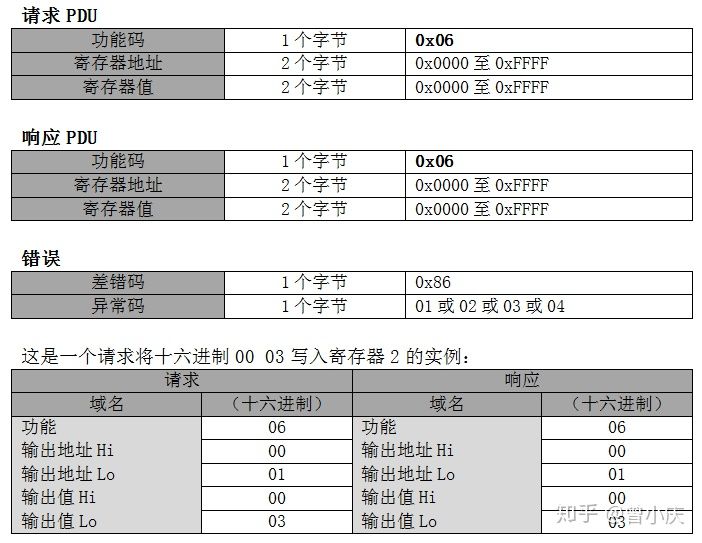 请求 PDU
功能码 1 个字节 0x06
寄存器地址 2 个字节 0x0000 至 0xFFFF
寄存器值 2 个字节 0x0000 至 0xFFFF
响应 PDU
功能码 1 个字节 0x06
寄存器地址 2 个字节 0x0000 至 0xFFFF
寄存器值 2 个字节 0x0000 至 0xFFFF
错误
差错码 1 个字节 0x86
异常码 1 个字节 01 或 02 或 03 或 04
这是一个请求将十六进制 00 03 写入寄存器 2 的实例：
请求 响应
域名 （十六进制） 域名 （十六进制）
功能 06 功能 06
输出地址 Hi 00 输出地址 Hi 00
输出地址 Lo 01 输出地址 Lo 01
输出值 Hi 00 输出值 Hi 00
输出值 Lo 03 输出值 Lo 03
知乎 @曾小庆